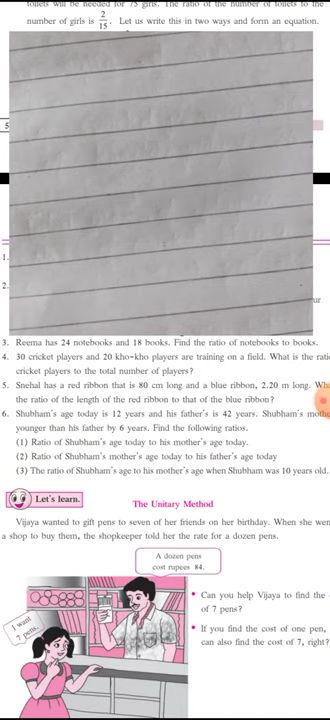 toilets will be needed for 75 girls. The ratio of the number of toilets to the
number of girls is 2/15. Let us write this in two ways and form an equation.
5
1.
2.
ur
3. Reema has 24 notebooks and 18 books. Find the ratio of notebooks to books.
4. 30 cricket players and 20 kho-kho players are training on a field. What is the
cricket players to the total number of players?
5. Snehal has a red ribbon that is 80 cm long and a blue ribbon, 2.20 m long.
the ratio of the length of the red ribbon to that of the blue ribbon?
6. Shubham's age today is 12 years and his father's is 42 years. Shubham's
younger than his father by 6 years. Find the following ratios.
(1) Ratio of Shubham's age today to his mother's age today.
(2) Ratio of Shubham's mother's age today to his father's age today
(3) The ratio of Shubham's age to his mother's age when Shubham was 10 years old.
Let's learn.
The Unitary Method
Vijaya wanted to gift pens to seven of her friends on her birthday. When she
a shop to buy them, the shopkeeper told her the rate for a dozen pens.
A dozen pens
cost rupees 84.
I want
7 pens.
• Can you help Vijaya to find the
of 7 pens?
• If you find the cost of one pen,
can also find the cost of 7, right?